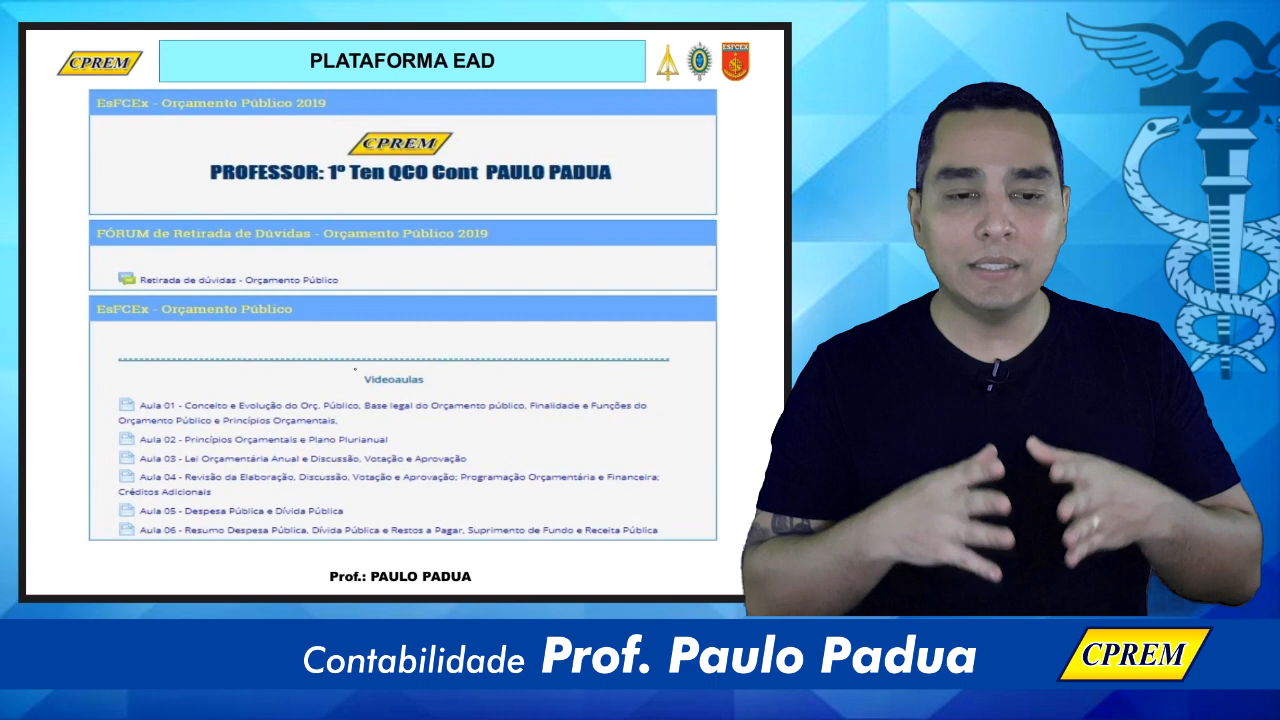 CPREM
PLATAFORMA EAD
ESFCEX
EsFCEx - Orçamento Público 2019
CPREM
PROFESSOR: 1º Ten QCO Cont PAULO PADUA
FÓRUM de Retirada de Dúvidas - Orçamento Público 2019
Retirada de dúvidas - Orçamento Público
EsFCEx - Orçamento Público
Videoaulas
Aula 01 - Conceito e Evolução do Orç. Público, Base legal do Orçamento público, Finalidade e Funções do
Orçamento Público e Princípios Orçamentais,
Aula 02 - Princípios Orçamentais e Plano Plurianual
Aula 03 - Lei Orçamentária Anual e Discussão, Votação e Aprovação
Aula 04 - Revisão da Elaboração, Discussão, Votação e Aprovação; Programação Orçamentária e Financeira;
Créditos Adicionais
Aula 05 - Despesa Pública e Dívida Pública
Aula 06 - Resumo Despesa Pública, Dívida Pública e Restos a Pagar, Suprimento de Fundo e Receita Pública
Prof.: PAULO PADUA
Contabilidade Prof. Paulo Padua
CPREM